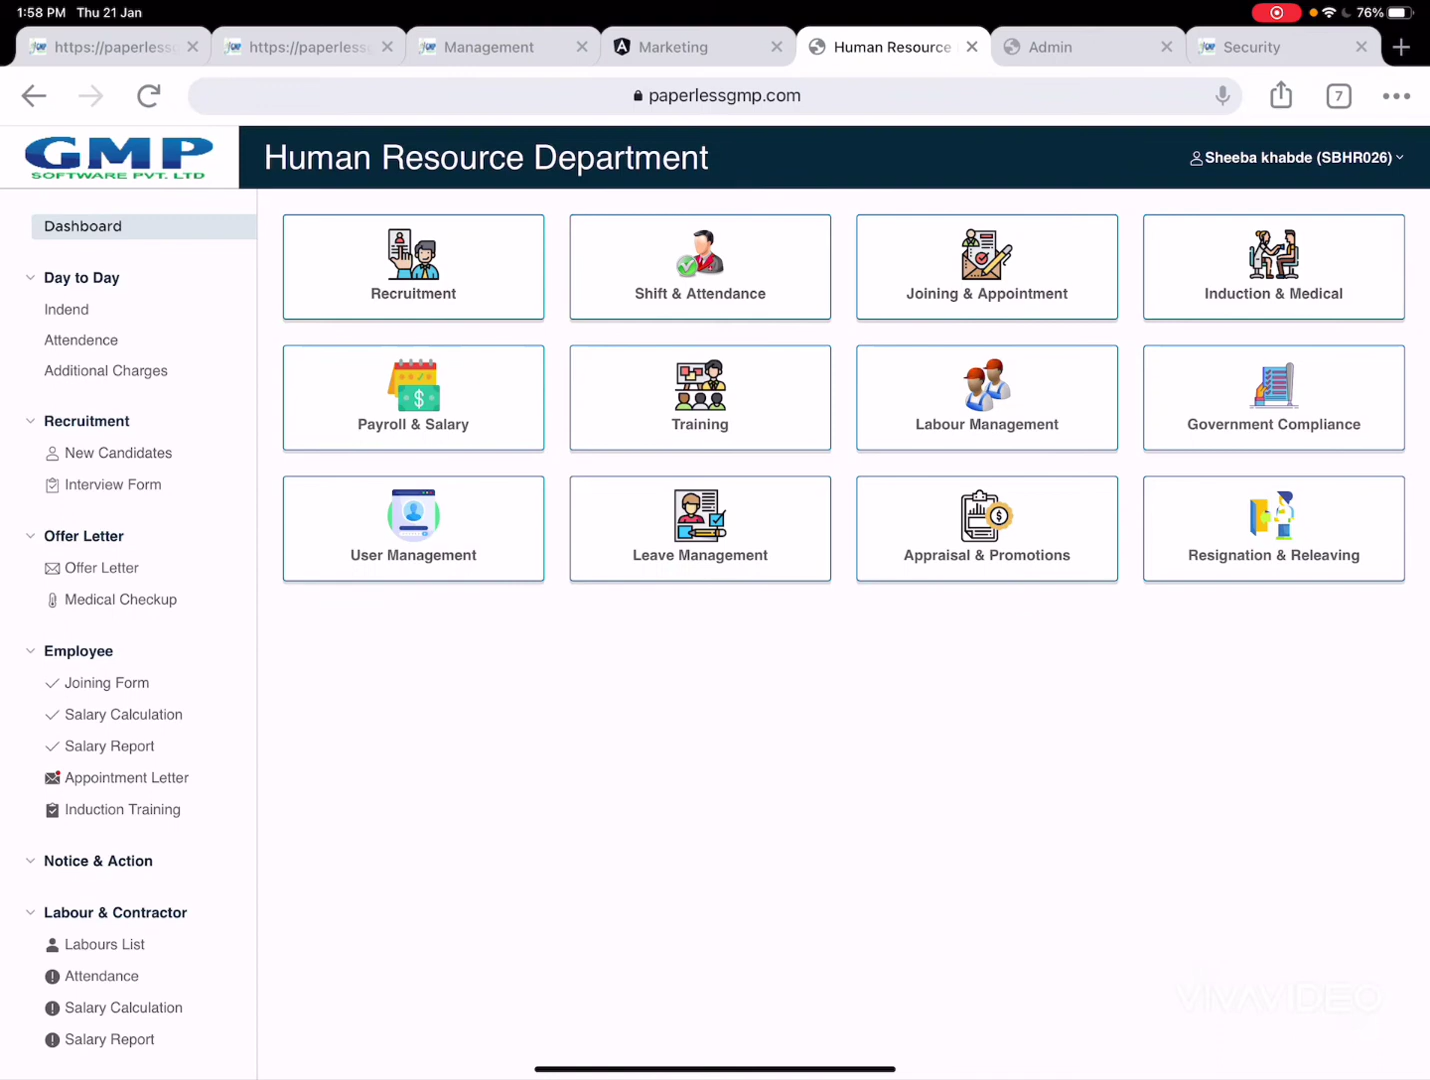 1:58 PM Thu 21 Jan
76%
https://paperless
https://paperless
Management
Marketing
Human Resource
Admin
Security
paperlessgmp.com
7
GMP
SOFTWARE PVT. LTD
Human Resource Department
Sheeba khabde (SBHR026)
Dashboard
Day to Day
Indend
Attendence
Additional Charges
Recruitment
New Candidates
Interview Form
Offer Letter
Offer Letter
Medical Checkup
Employee
Joining Form
Salary Calculation
Salary Report
Appointment Letter
Induction Training
Notice & Action
Labour & Contractor
Labours List
Attendance
Salary Calculation
Salary Report
Recruitment
Shift & Attendance
Joining & Appointment
Induction & Medical
Payroll & Salary
Training
Labour Management
Government Compliance
User Management
Leave Management
Appraisal & Promotions
Resignation & Releaving
VIVAVIDEO